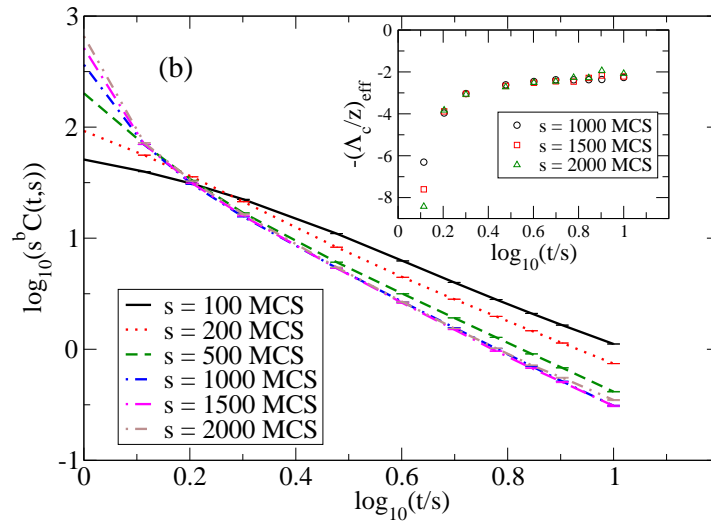 (b)
log10(s^b C(t,s))
3
2
1
0
-1
0
0.2
0.4
0.6
0.8
1
log10(t/s)
s = 100 MCS
s = 200 MCS
s = 500 MCS
s = 1000 MCS
s = 1500 MCS
s = 2000 MCS
-(Λc/z)eff
0
-2
-4
-6
-8
0
0.2
0.4
0.6
0.8
1
log10(t/s)
s = 1000 MCS
s = 1500 MCS
s = 2000 MCS